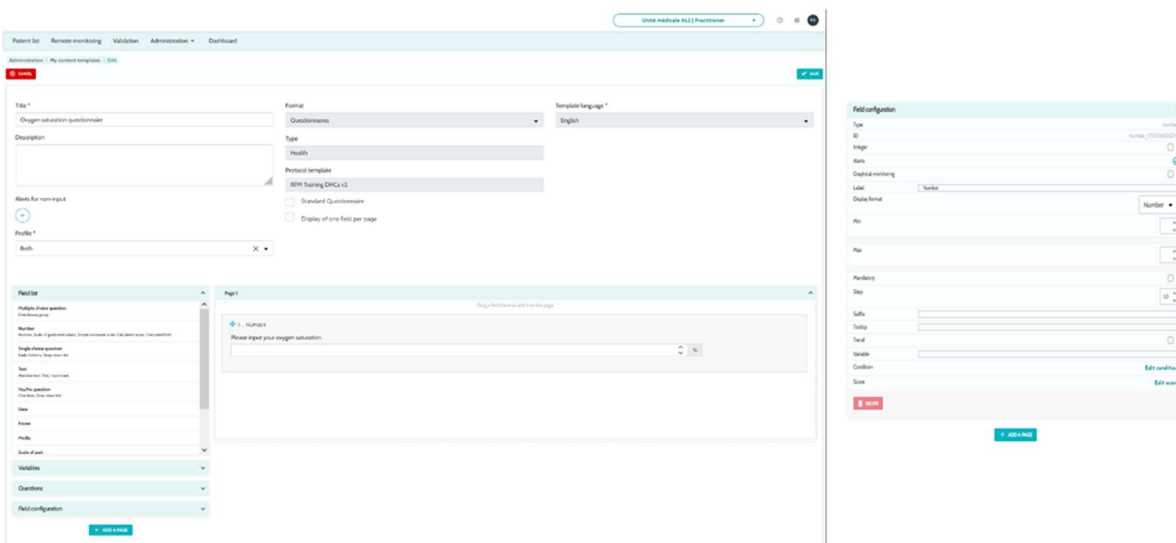 Unité médicale AL2 | Practitioner
Patient list Remote monitoring Validation Administration Dashboard
Administration / My content templates / Edit
CANCEL
SAVE
Title *
Oxygen saturation questionnaire
Description
Alerts for non-input
Profile *
Both
Format
Questionnaires
Type
Health
Protocol template
RPM Training DHCs v2
Standard Questionnaire
Display of one field per page
Template language *
English
Field list
Multiple choice question
Checkboxes group
Number
Single choice question
Radio buttons, Drop-down list
Text
Yes/No question
Checkbox, Drop-down list
Date
Footer
Profile
Scale of pain
Variables
Questions
Field configuration
+ ADD A PAGE
Page 1
Drag a field here to add it to the page
1. NUMBER
Please input your oxygen saturation
%
Field configuration
Type
ID
Integer
Alerts
Graphical monitoring
Label
Number
Display format
Number
Min
Max
Mandatory
Step
1.0
Suffix
Tooltip
Trend
Variable
Condition
Edit condition
Score
DELETE
+ ADD A PAGE